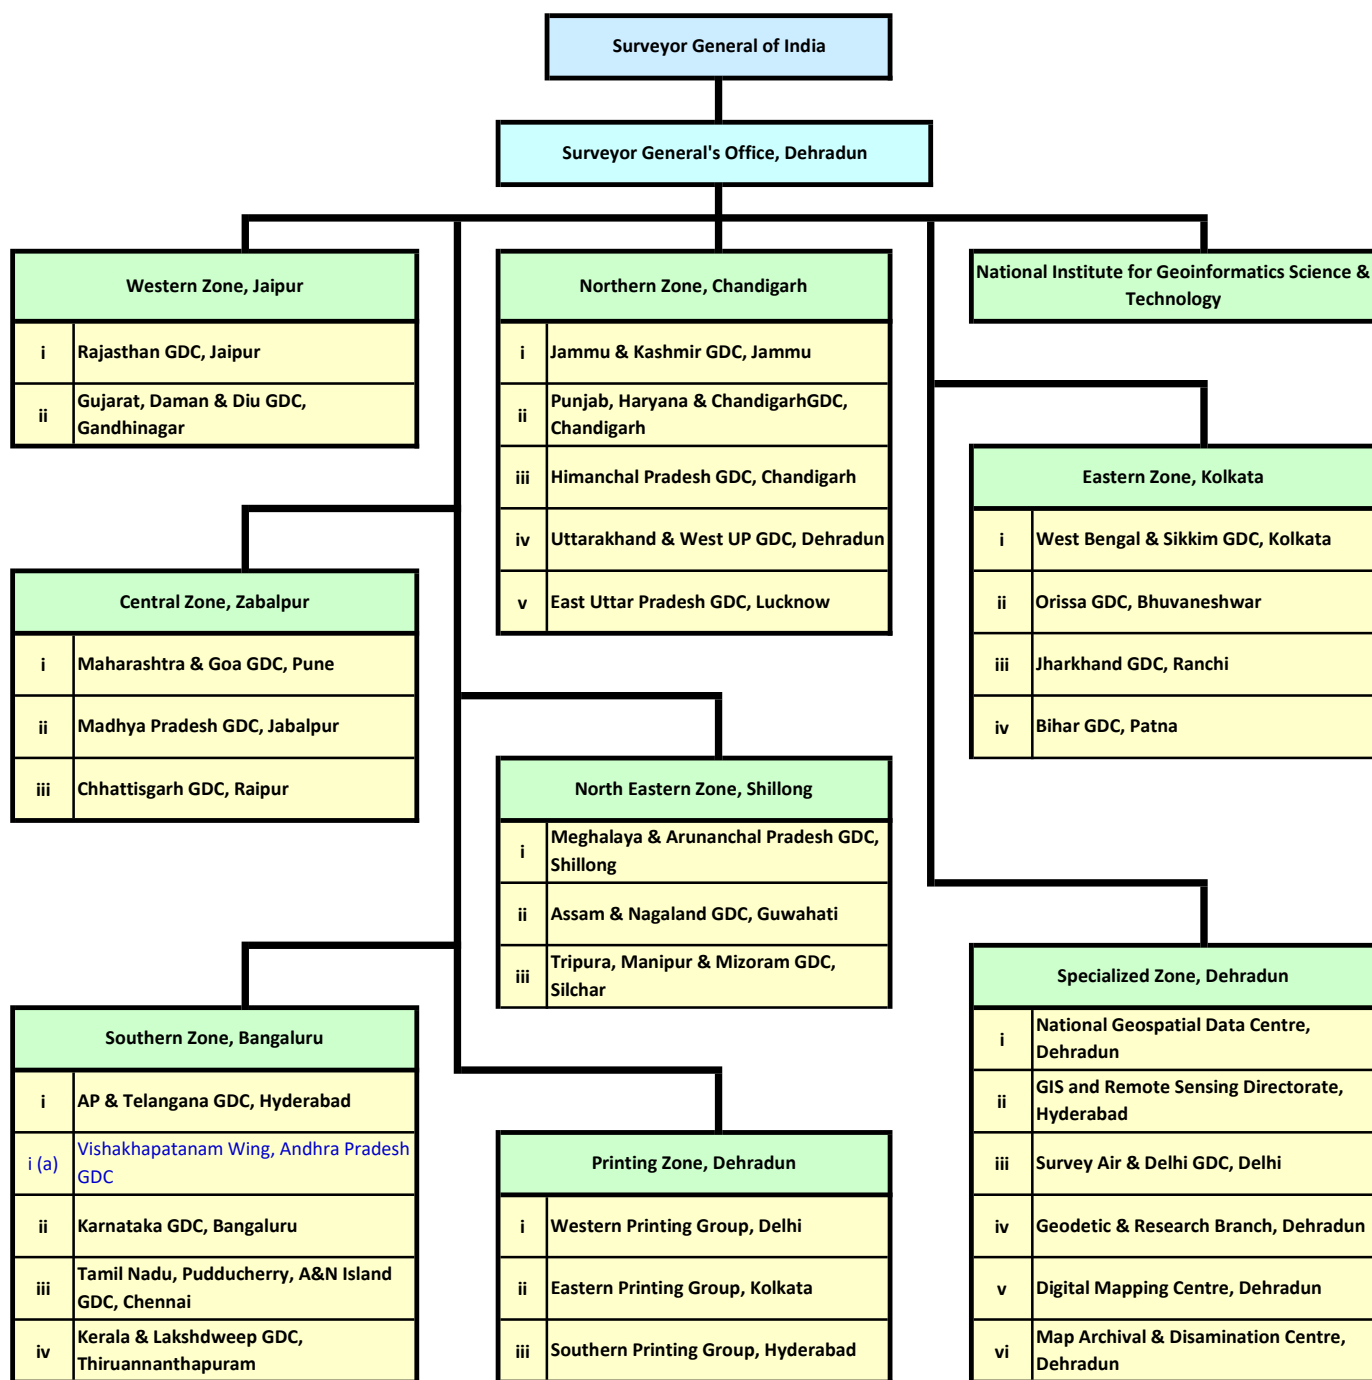 Surveyor General of India
Surveyor General's Office, Dehradun
Western Zone, Jaipur
i Rajasthan GDC, Jaipur
ii Gujarat, Daman & Diu GDC,
Gandhinagar
Northern Zone, Chandigarh
i Jammu & Kashmir GDC, Jammu
ii Punjab, Haryana & ChandigarhGDC,
Chandigarh
iii Himanchal Pradesh GDC, Chandigarh
iv Uttarakhand & West UP GDC, Dehradun
v East Uttar Pradesh GDC, Lucknow
National Institute for Geoinformatics Science &
Technology
Eastern Zone, Kolkata
i West Bengal & Sikkim GDC, Kolkata
ii Orissa GDC, Bhuvaneshwar
iii Jharkhand GDC, Ranchi
iv Bihar GDC, Patna
Central Zone, Zabalpur
i Maharashtra & Goa GDC, Pune
ii Madhya Pradesh GDC, Jabalpur
iii Chhattisgarh GDC, Raipur
North Eastern Zone, Shillong
i Meghalaya & Arunanchal Pradesh GDC,
Shillong
ii Assam & Nagaland GDC, Guwahati
iii Tripura, Manipur & Mizoram GDC,
Silchar
Specialized Zone, Dehradun
i National Geospatial Data Centre,
Dehradun
ii GIS and Remote Sensing Directorate,
Hyderabad
iii Survey Air & Delhi GDC, Delhi
iv Geodetic & Research Branch, Dehradun
v Digital Mapping Centre, Dehradun
vi Map Archival & Disamination Centre,
Dehradun
Southern Zone, Bangaluru
i AP & Telangana GDC, Hyderabad
i (a) Vishakhapatanam Wing, Andhra Pradesh
GDC
ii Karnataka GDC, Bangaluru
iii Tamil Nadu, Pudducherry, A&N Island
GDC, Chennai
iv Kerala & Lakshdweep GDC,
Thiruannanthapuram
Printing Zone, Dehradun
i Western Printing Group, Delhi
ii Eastern Printing Group, Kolkata
iii Southern Printing Group, Hyderabad